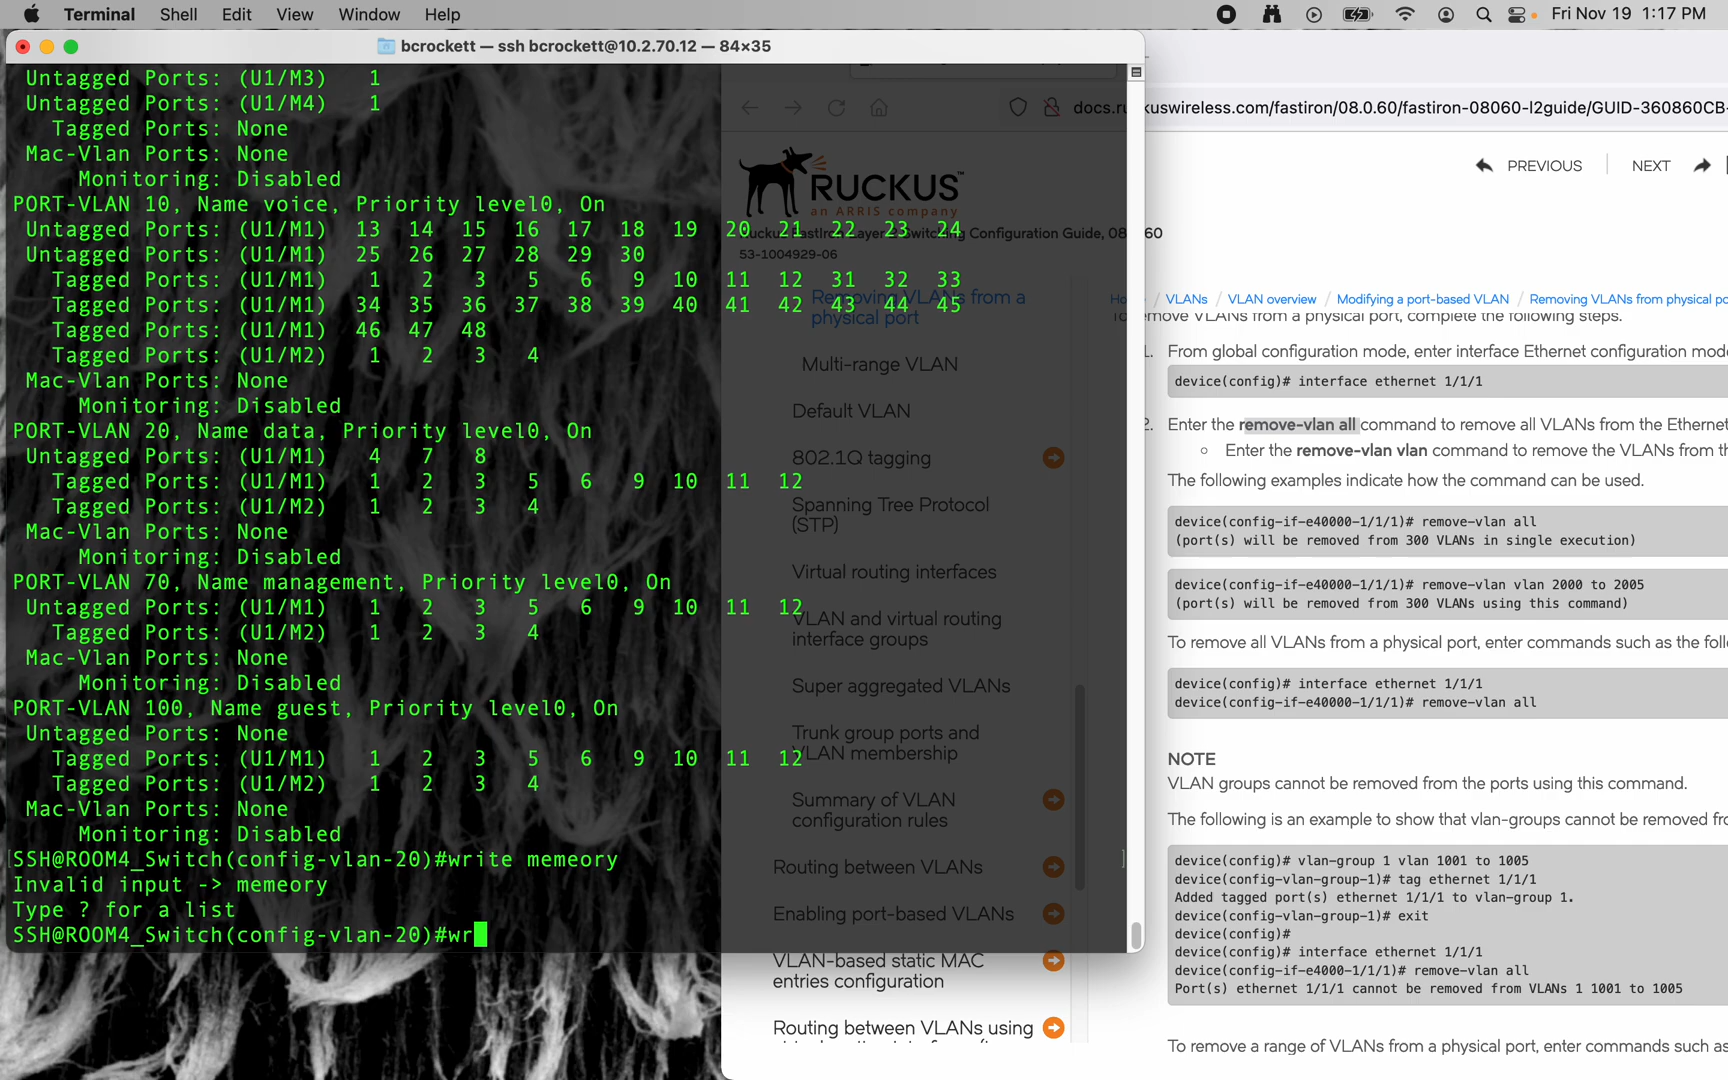 Terminal Shell Edit View Window Help Fri Nov 19 1:17 PM
bcrockett — ssh bcrockett@10.2.70.12 — 84×35
Untagged Ports: (U1/M3) 1
Untagged Ports: (U1/M4) 1
Tagged Ports: None
Mac-Vlan Ports: None
Monitoring: Disabled
PORT-VLAN 10, Name voice, Priority level0, On
Untagged Ports: (U1/M1) 13 14 15 16 17 18 19 20 21 22 23 24
Untagged Ports: (U1/M1) 25 26 27 28 29 30
Tagged Ports: (U1/M1) 1 2 3 5 6 9 10 11 12 31 32 33
Tagged Ports: (U1/M1) 34 35 36 37 38 39 40 41 42 43 44 45
Tagged Ports: (U1/M1) 46 47 48
Tagged Ports: (U1/M2) 1 2 3 4
Mac-Vlan Ports: None
Monitoring: Disabled
PORT-VLAN 20, Name data, Priority level0, On
Untagged Ports: (U1/M1) 4 7 8
Tagged Ports: (U1/M1) 1 2 3 5 6 9 10 11 12
Tagged Ports: (U1/M2) 1 2 3 4
Mac-Vlan Ports: None
Monitoring: Disabled
PORT-VLAN 70, Name management, Priority level0, On
Untagged Ports: (U1/M1) 1 2 3 5 6 9 10 11 12
Tagged Ports: (U1/M2) 1 2 3 4
Mac-Vlan Ports: None
Monitoring: Disabled
PORT-VLAN 100, Name guest, Priority level0, On
Untagged Ports: None
Tagged Ports: (U1/M1) 1 2 3 5 6 9 10 11 12
Tagged Ports: (U1/M2) 1 2 3 4
Mac-Vlan Ports: None
Monitoring: Disabled
[SSH@ROOM4_Switch(config-vlan-20)#write memeory ]
Invalid input -> memeory
Type ? for a list
SSH@ROOM4_Switch(config-vlan-20)#wr
docs.ruckuswireless.com/fastiron/08.0.60/fastiron-08060-l2guide/GUID-360860CB-
RUCKUS™
an ARRIS company
Configuration Guide, 08 60
53-1004929-06
Removing VLANs from a
physical port
Multi-range VLAN
Default VLAN
802.1Q tagging
Spanning Tree Protocol
(STP)
Virtual routing interfaces
VLAN and virtual routing
interface groups
Super aggregated VLANs
Trunk group ports and
VLAN membership
Summary of VLAN
configuration rules
Routing between VLANs
Enabling port-based VLANs
VLAN-based static MAC
entries configuration
Routing between VLANs using
PREVIOUS NEXT
/ VLANs / VLAN overview / Modifying a port-based VLAN / Removing VLANs from physical
To remove VLANs from a physical port, complete the following steps.
1. From global configuration mode, enter interface Ethernet configuration
device(config)# interface ethernet 1/1/1
2. Enter the remove-vlan all command to remove all VLANs from the Ethernet
○ Enter the remove-vlan vlan command to remove the VLANs from
The following examples indicate how the command can be used.
device(config-if-e40000-1/1/1)# remove-vlan all
(port(s) will be removed from 300 VLANs in single execution)
device(config-if-e40000-1/1/1)# remove-vlan vlan 2000 to 2005
(port(s) will be removed from 300 VLANs using this command)
To remove all VLANs from a physical port, enter commands such as the
device(config)# interface ethernet 1/1/1
device(config-if-e40000-1/1/1)# remove-vlan all
NOTE
VLAN groups cannot be removed from the ports using this command.
The following is an example to show that vlan-groups cannot be removed
device(config)# vlan-group 1 vlan 1001 to 1005
device(config-vlan-group-1)# tag ethernet 1/1/1
Added tagged port(s) ethernet 1/1/1 to vlan-group 1.
device(config-vlan-group-1)# exit
device(config)#
device(config)# interface ethernet 1/1/1
device(config-if-e4000-1/1/1)# remove-vlan all
Port(s) ethernet 1/1/1 cannot be removed from VLANs 1 1001 to 1005
To remove a range of VLANs from a physical port, enter commands such as